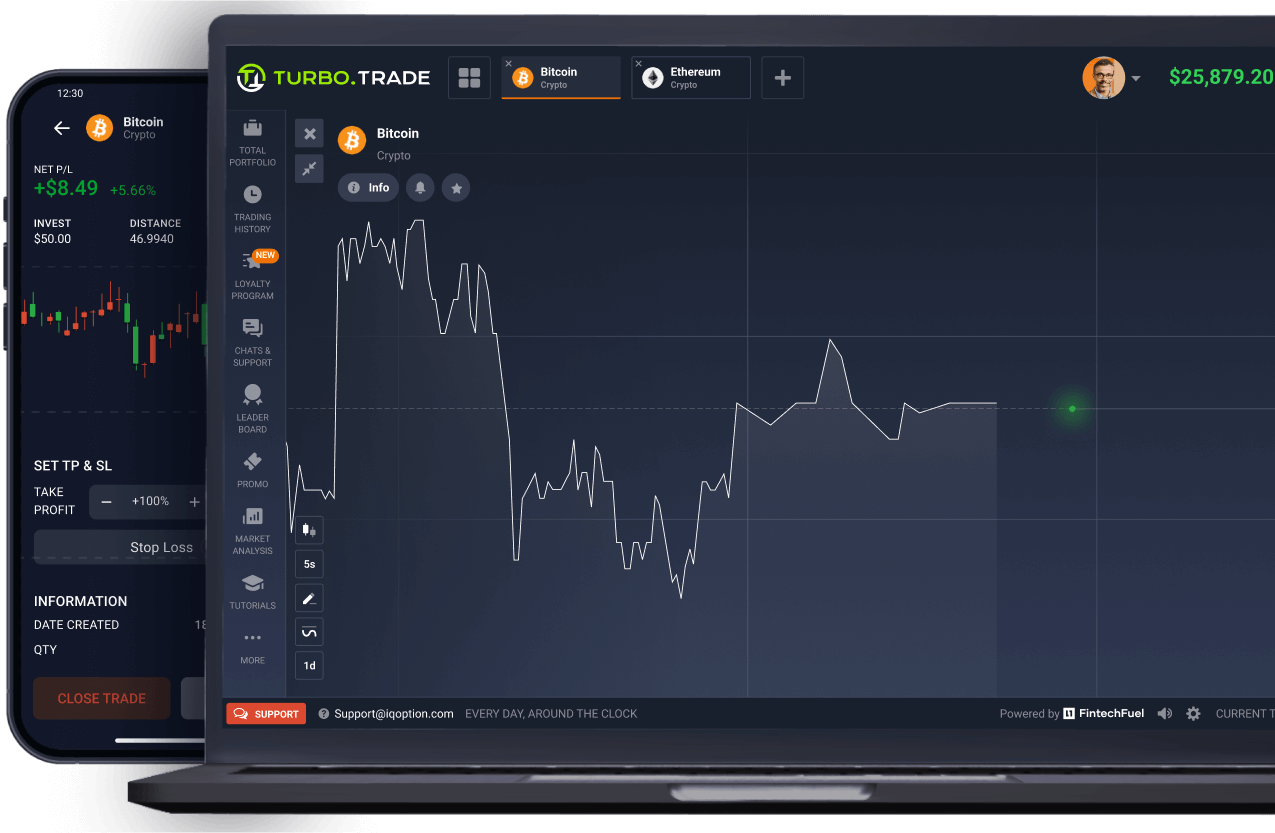 12:30
Bitcoin
Crypto
NET P/L
+$8.49 +5.66%
INVEST DISTANCE
$50.00 46.9940
SET TP & SL
TAKE
PROFIT
− +100% +
Stop Loss
INFORMATION
DATE CREATED 18
QTY
CLOSE TRADE
TURBO.TRADE
Bitcoin
Crypto
Ethereum
Crypto
$25,879.20
TOTAL
PORTFOLIO
TRADING
HISTORY
NEW
LOYALTY
PROGRAM
CHATS &
SUPPORT
LEADER
BOARD
PROMO
MARKET
ANALYSIS
TUTORIALS
MORE
Bitcoin
Crypto
Info
5s
1d
SUPPORT
Support@iqoption.com EVERY DAY, AROUND THE CLOCK
Powered by FintechFuel
CURRENT T